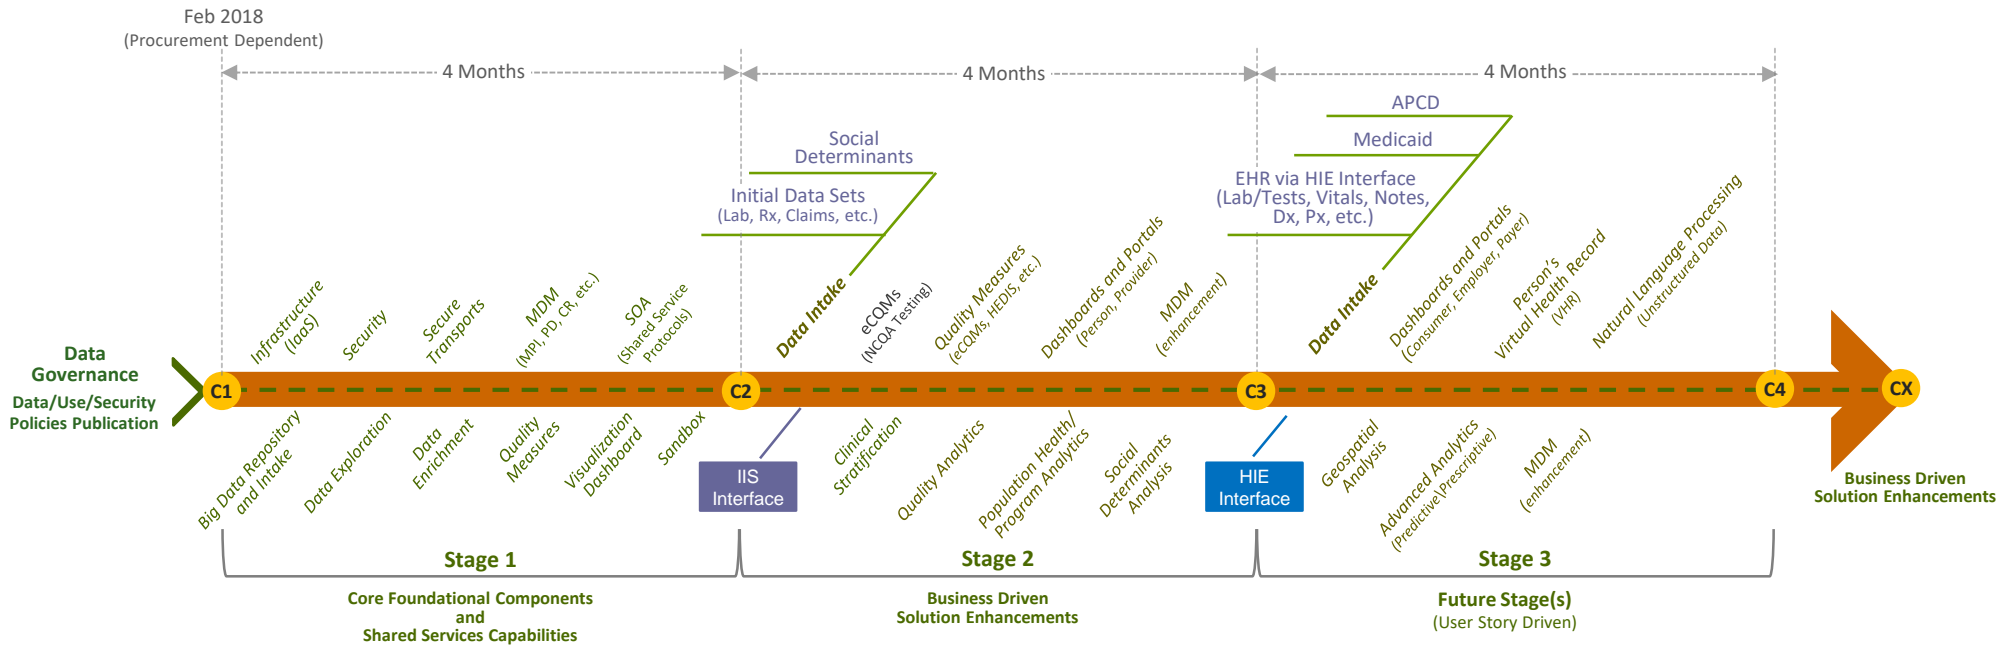 Feb 2018
(Procurement Dependent)
4 Months
4 Months
4 Months
APCD
Medicaid
EHR via HIE Interface
(Lab/Tests, Vitals, Notes,
Dx, Px, etc.)
Social
Determinants
Initial Data Sets
(Lab, Rx, Claims, etc.)
Infrastructure
(IaaS)
Security
Secure
Transports
MDM
(MPI, PD, CR, etc.)
SOA
(Shared Service
Protocols)
Data Intake
eCQMs
(NCQA Testing)
Quality Measures
(eCQMs, HEDIS, etc.)
Dashboards and Portals
(Person, Provider)
MDM
(enhancement)
Data Intake
Dashboards and Portals
(Consumer, Employer, Payer)
Person's
Virtual Health Record
(VHR)
Natural Language Processing
(Unstructured Data)
Data
Governance
Data/Use/Security
Policies Publication
C1
C2
C3
C4
CX
Big Data Repository
and Intake
Data Exploration
Data
Enrichment
Quality
Measures
Visualization
Dashboard
Sandbox
IIS
Interface
Clinical
Stratification
Quality Analytics
Population Health/
Program Analytics
Social
Determinants
Analysis
HIE
Interface
Geospatial
Analysis
Advanced Analytics
(Predictive\Prescriptive)
MDM
(enhancement)
Business Driven
Solution Enhancements
Stage 1
Stage 2
Stage 3
Core Foundational Components
and
Shared Services Capabilities
Business Driven
Solution Enhancements
Future Stage(s)
(User Story Driven)